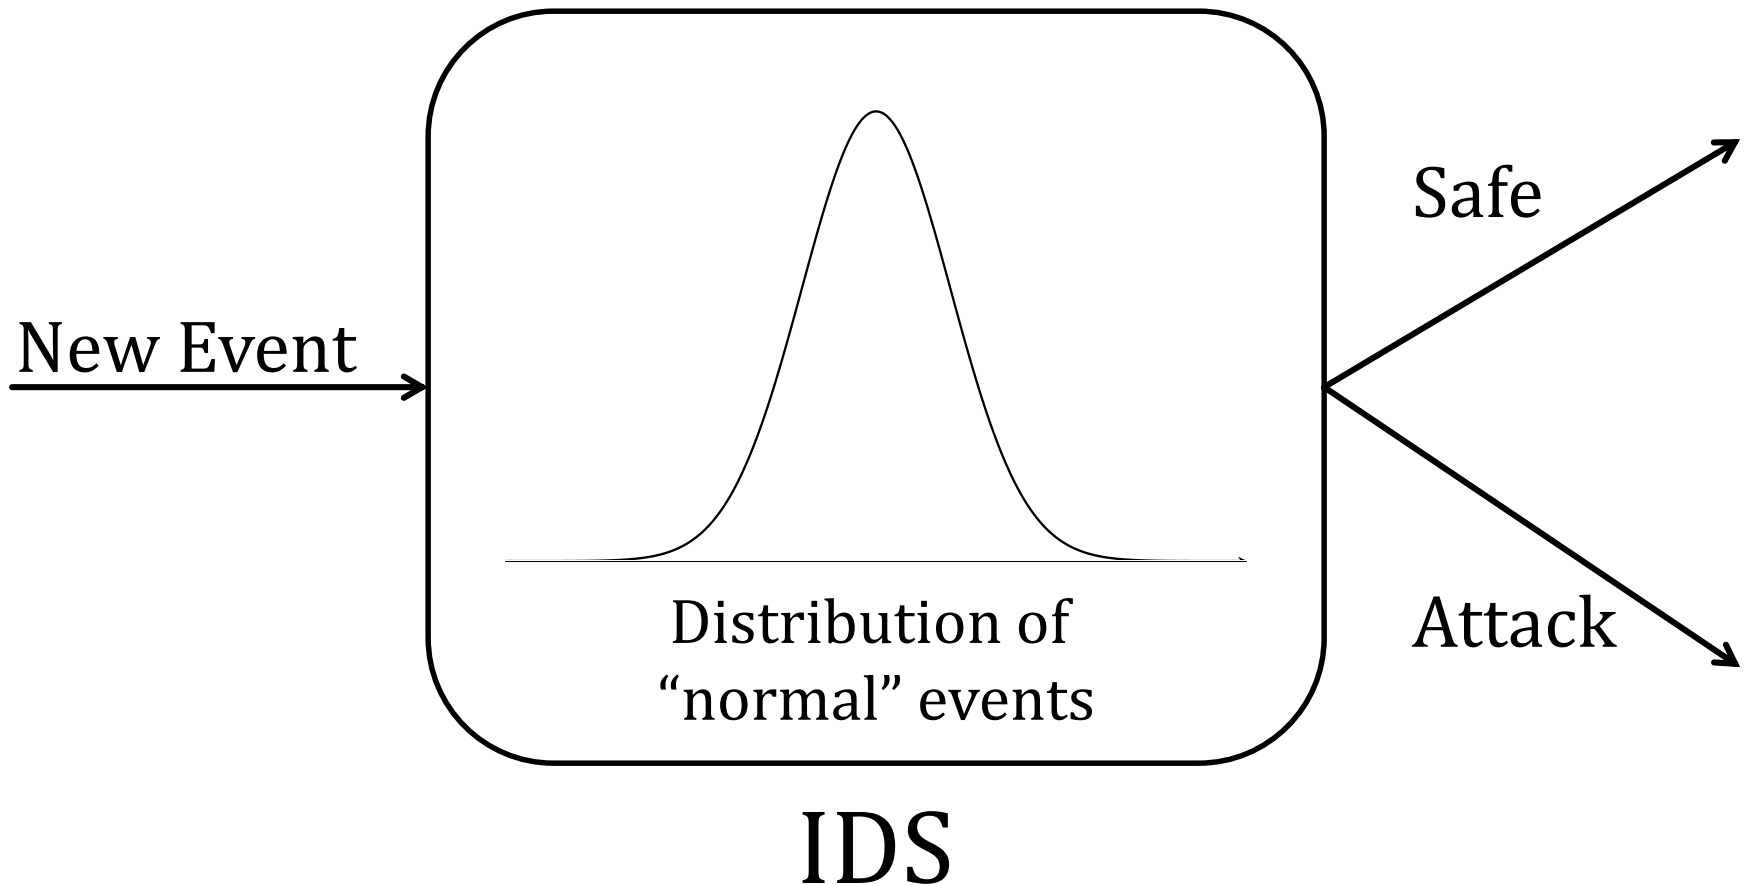 New Event
Safe
Attack
Distribution of
“normal” events
IDS